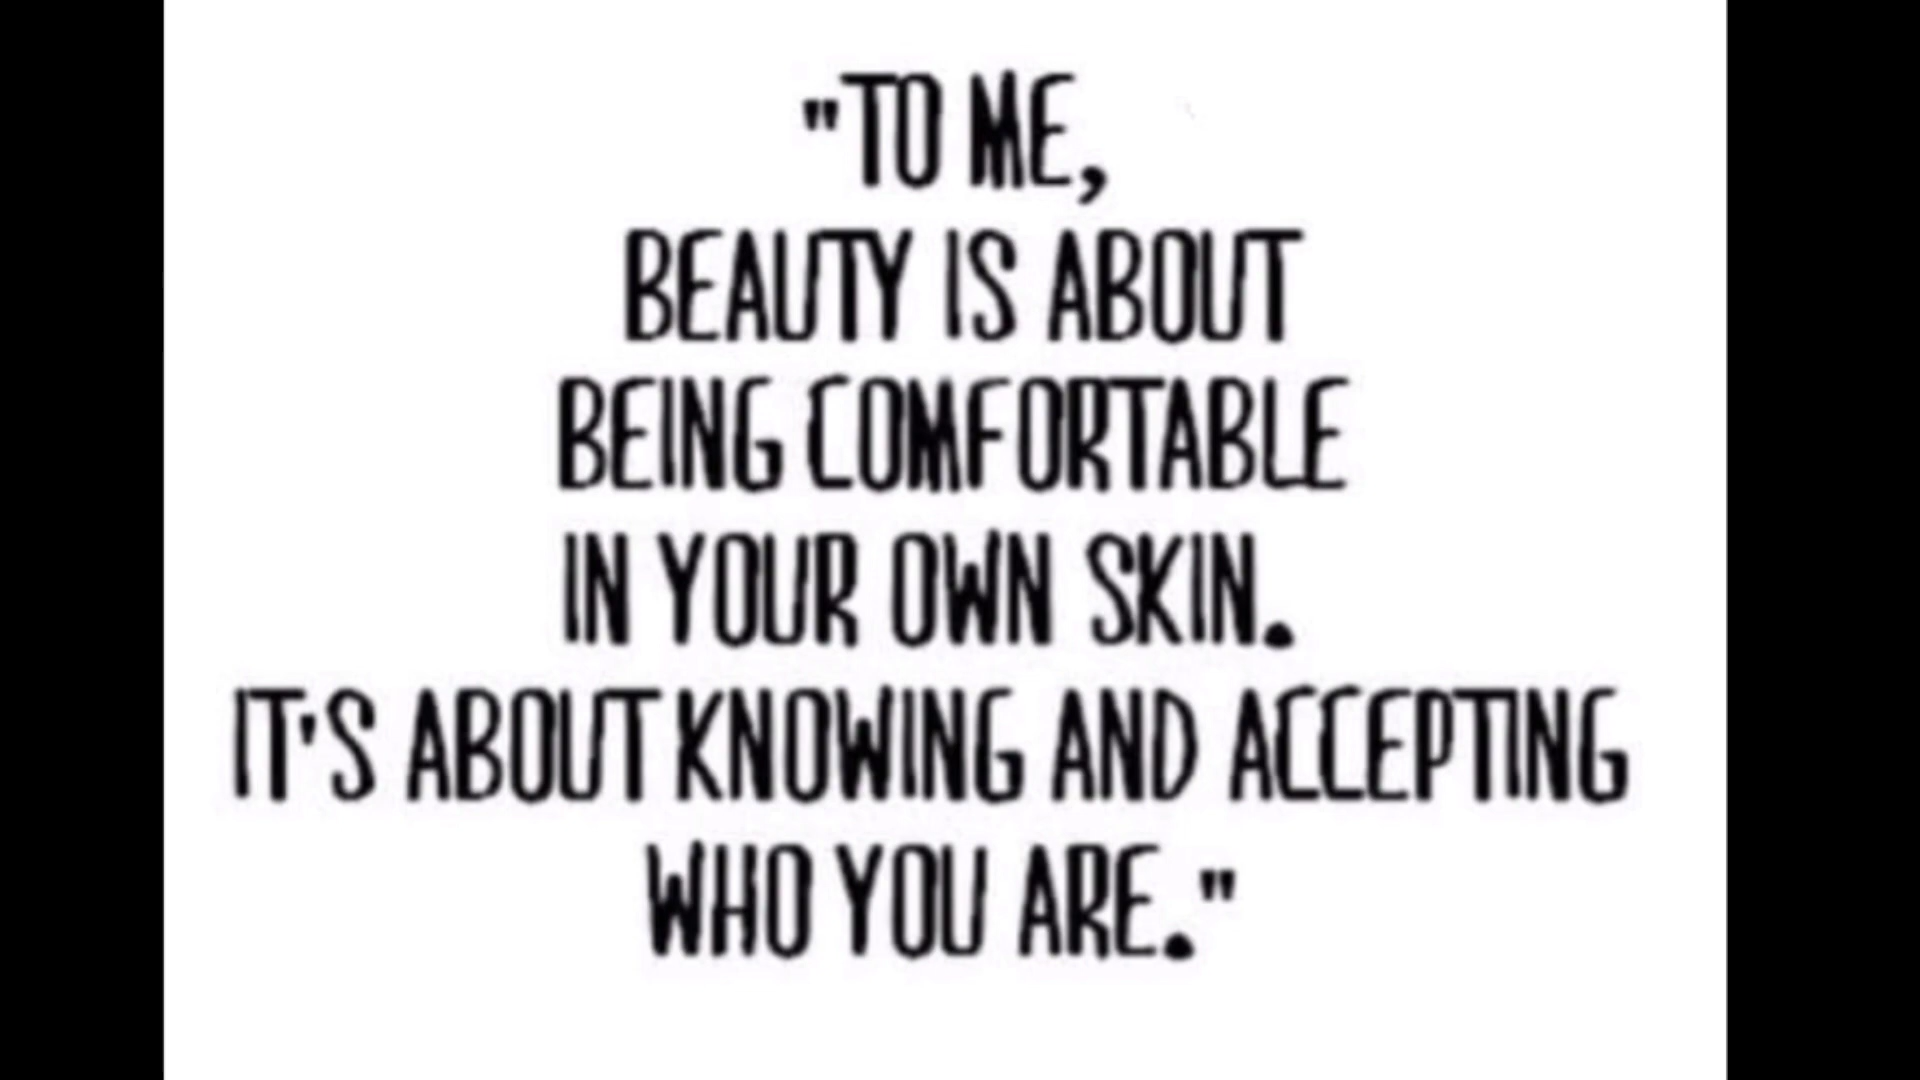 "TO ME,
BEAUTY IS ABOUT
BEING COMFORTABLE
IN YOUR OWN SKIN.
IT'S ABOUT KNOWING AND ACCEPTING
WHO YOU ARE."